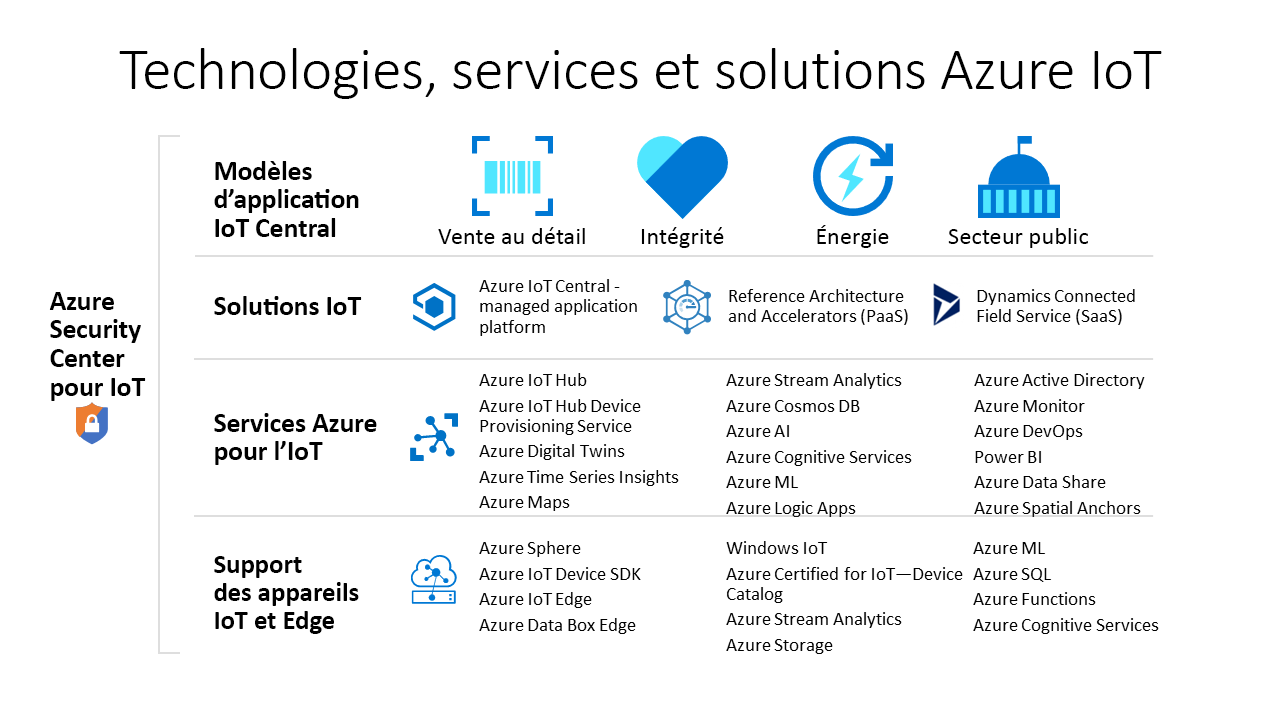 Technologies, services et solutions Azure IoT
Azure
Security
Center
pour IoT
Modèles
d’application
IoT Central
Vente au détail
Intégrité
Énergie
Secteur public
Solutions IoT
Azure IoT Central -
managed application
platform
Reference Architecture
and Accelerators (PaaS)
Dynamics Connected
Field Service (SaaS)
Services Azure
pour l’IoT
Azure IoT Hub
Azure IoT Hub Device
Provisioning Service
Azure Digital Twins
Azure Time Series Insights
Azure Maps
Azure Stream Analytics
Azure Cosmos DB
Azure AI
Azure Cognitive Services
Azure ML
Azure Logic Apps
Azure Active Directory
Azure Monitor
Azure DevOps
Power BI
Azure Data Share
Azure Spatial Anchors
Support
des appareils
IoT et Edge
Azure Sphere
Azure IoT Device SDK
Azure IoT Edge
Azure Data Box Edge
Windows IoT
Azure Certified for IoT—Device
Catalog
Azure Stream Analytics
Azure Storage
Azure ML
Azure SQL
Azure Functions
Azure Cognitive Services